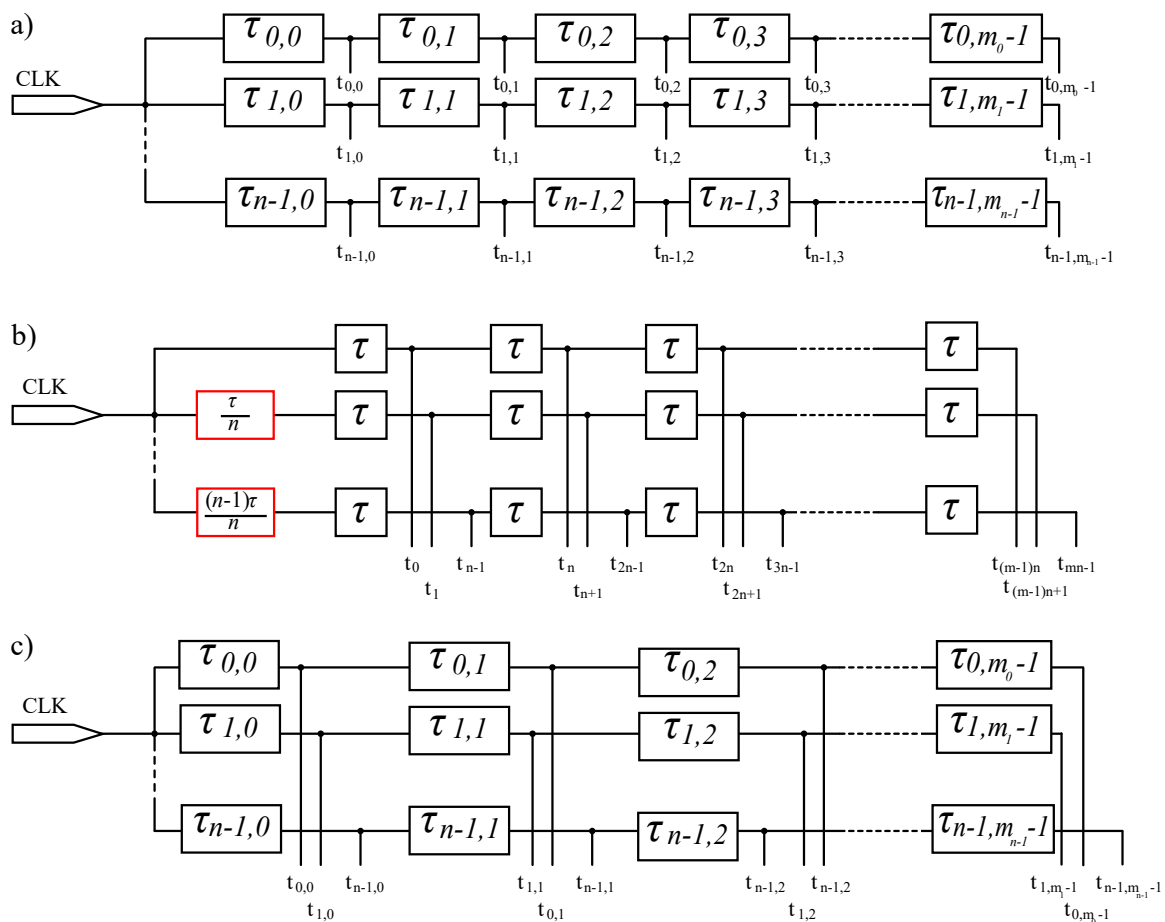 a)
τ0,0 τ0,1 τ0,2 τ0,3 τ0,m0-1
CLK
t0,0 t0,1 t0,2 t0,3 t0,m0-1
τ1,0 τ1,1 τ1,2 τ1,3 τ1,m1-1
t1,0 t1,1 t1,2 t1,3 t1,m1-1
τn-1,0 τn-1,1 τn-1,2 τn-1,3 τn-1,mn-1-1
tn-1,0 tn-1,1 tn-1,2 tn-1,3 tn-1,mn-1-1
b)
τ τ τ τ
CLK
τ/n τ τ τ τ
(n-1)τ/n τ τ τ τ
t0 tn-1 tn t2n-1 t2n t3n-1 t(m-1)n tmn-1
t1 tn+1 t2n+1 t(m-1)n+1
c)
τ0,0 τ0,1 τ0,2 τ0,m0-1
CLK
τ1,0 τ1,1 τ1,2 τ1,m1-1
τn-1,0 τn-1,1 τn-1,2 τn-1,mn-1-1
t0,0 tn-1,0 t1,1 tn-1,1 tn-1,2 tn-1,2 t1,m1-1 tn-1,mn-1-1
t1,0 t0,1 t1,2 t0,m0-1